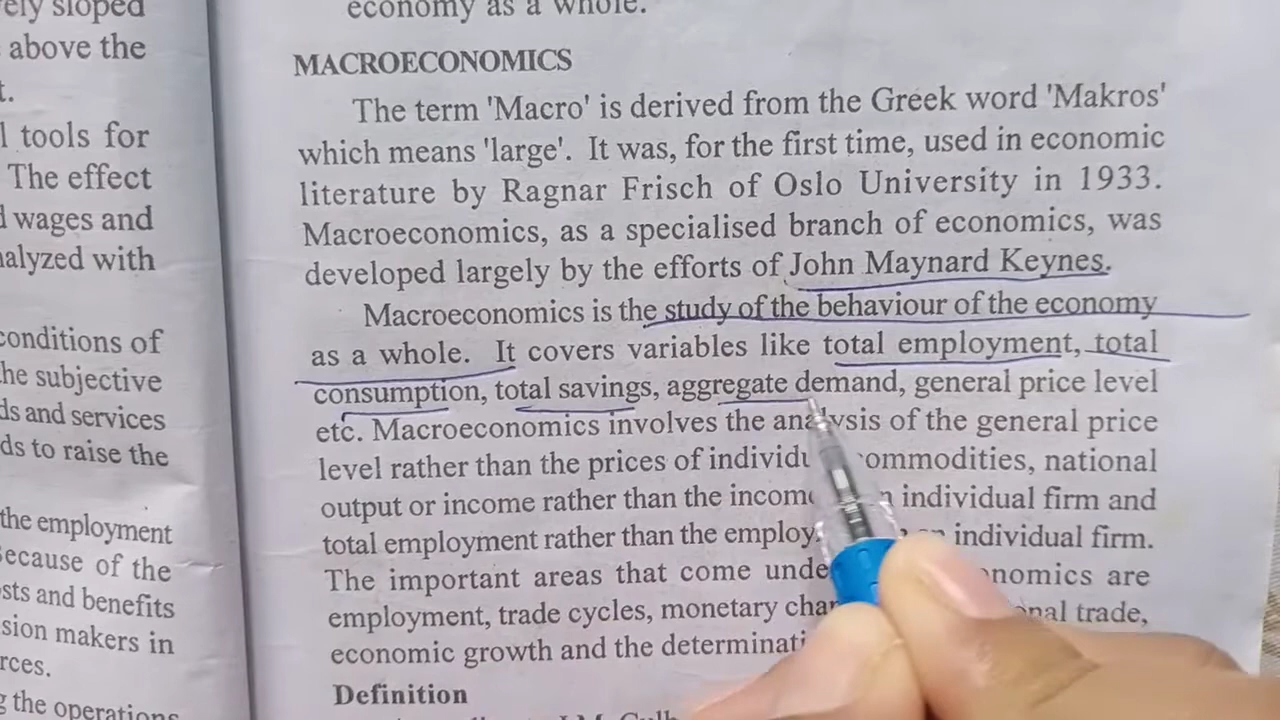 ely sloped
above the
t.
l tools for
The effect
d wages and
alyzed with
conditions of
he subjective
ds and services
ds to raise the
the employment
ecause of the
sts and benefits
sion makers in
rces.
g the operations
economy as a whole.
MACROECONOMICS
The term 'Macro' is derived from the Greek word 'Makros'
which means 'large'. It was, for the first time, used in economic
literature by Ragnar Frisch of Oslo University in 1933.
Macroeconomics, as a specialised branch of economics, was
developed largely by the efforts of John Maynard Keynes.
Macroeconomics is the study of the behaviour of the economy
as a whole. It covers variables like total employment, total
consumption, total savings, aggregate demand, general price level
etc. Macroeconomics involves the analysis of the general price
level rather than the prices of individu ommodities, national
output or income rather than the incom individual firm and
total employment rather than the employ individual firm.
The important areas that come unde onomics are
employment, trade cycles, monetary cha nal trade,
economic growth and the determinati
Definition